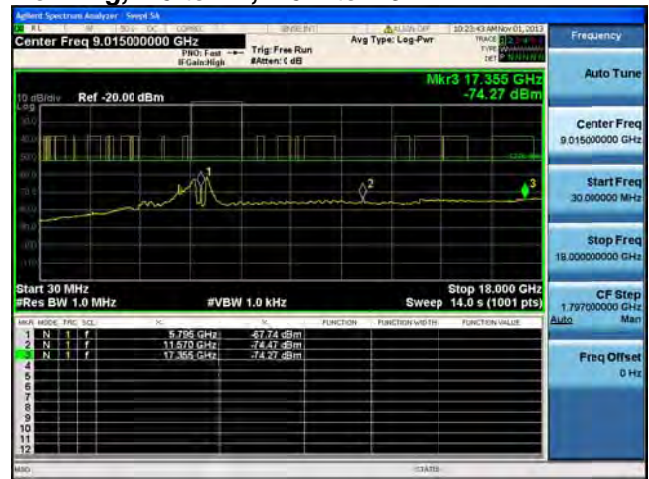 Agilent Spectrum Analyzer - Swept SA
Center Freq 9.015000000 GHz
PNO: Fast
IFGain:High
Trig: Free Run
#Atten: 0 dB
Avg Type: Log-Pwr
10:23:43 AM Nov 01, 2013
TRACE
TYPE
DET
Mkr3 17.355 GHz
-74.27 dBm
10 dB/div Ref -20.00 dBm
Log
1
2
3
Start 30 MHz
Stop 18.000 GHz
#Res BW 1.0 MHz #VBW 1.0 kHz Sweep 14.0 s (1001 pts)
MKR MODE TRC SCL X Y FUNCTION FUNCTION WIDTH FUNCTION VALUE
1 N 1 f 5.795 GHz -67.74 dBm
2 N 1 f 11.570 GHz -74.47 dBm
3 N 1 f 17.355 GHz -74.27 dBm
4
5
6
7
8
9
10
11
12
MSG
STATUS
Frequency
Auto Tune
Center Freq
9.015000000 GHz
Start Freq
30.000000 MHz
Stop Freq
18.000000000 GHz
CF Step
1.797000000 GHz
Auto Man
Freq Offset
0 Hz